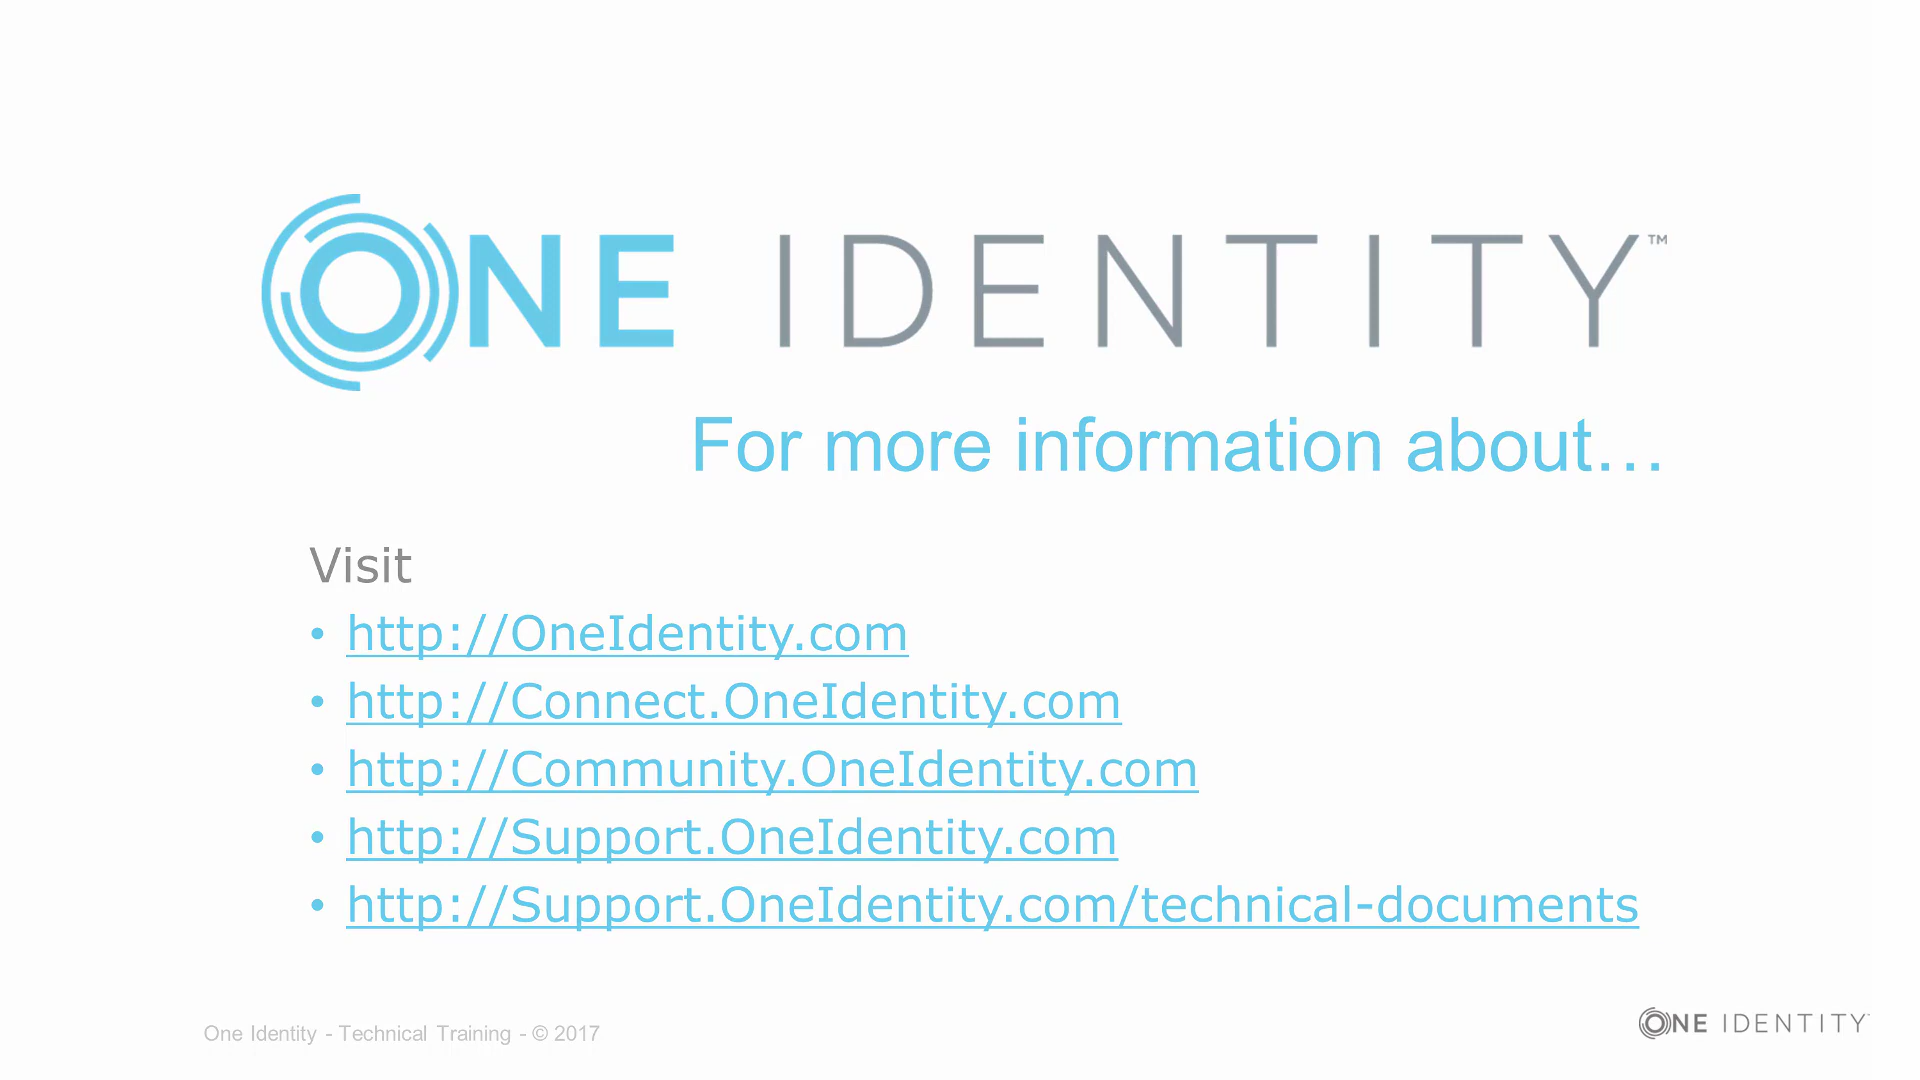 ONE IDENTITY™
For more information about…
Visit
• http://OneIdentity.com
• http://Connect.OneIdentity.com
• http://Community.OneIdentity.com
• http://Support.OneIdentity.com
• http://Support.OneIdentity.com/technical-documents
One Identity - Technical Training - © 2017
ONE IDENTITY